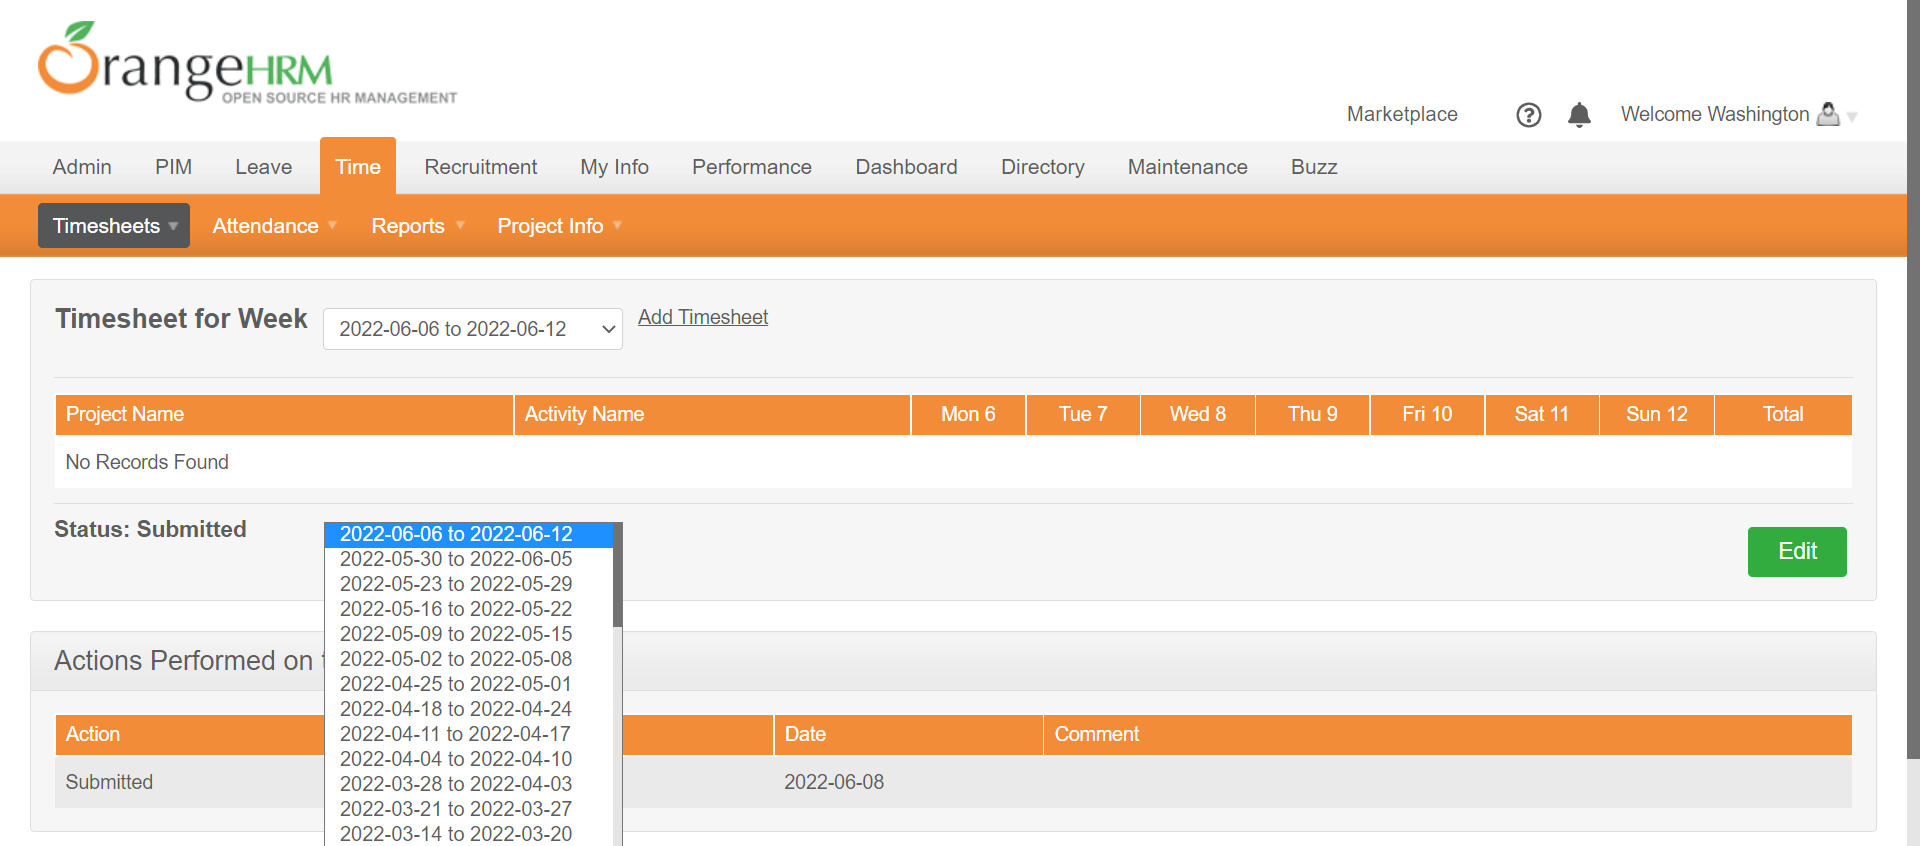 OrangeHRM
OPEN SOURCE HR MANAGEMENT
Marketplace
Welcome Washington
Admin PIM Leave Time Recruitment My Info Performance Dashboard Directory Maintenance Buzz
Timesheets Attendance Reports Project Info
Timesheet for Week 2022-06-06 to 2022-06-12 Add Timesheet
Project Name Activity Name Mon 6 Tue 7 Wed 8 Thu 9 Fri 10 Sat 11 Sun 12 Total
No Records Found
Status: Submitted
Edit
2022-06-06 to 2022-06-12
2022-05-30 to 2022-06-05
2022-05-23 to 2022-05-29
2022-05-16 to 2022-05-22
2022-05-09 to 2022-05-15
2022-05-02 to 2022-05-08
2022-04-25 to 2022-05-01
2022-04-18 to 2022-04-24
2022-04-11 to 2022-04-17
2022-04-04 to 2022-04-10
2022-03-28 to 2022-04-03
2022-03-21 to 2022-03-27
2022-03-14 to 2022-03-20
Actions Performed on
Action Date Comment
Submitted 2022-06-08